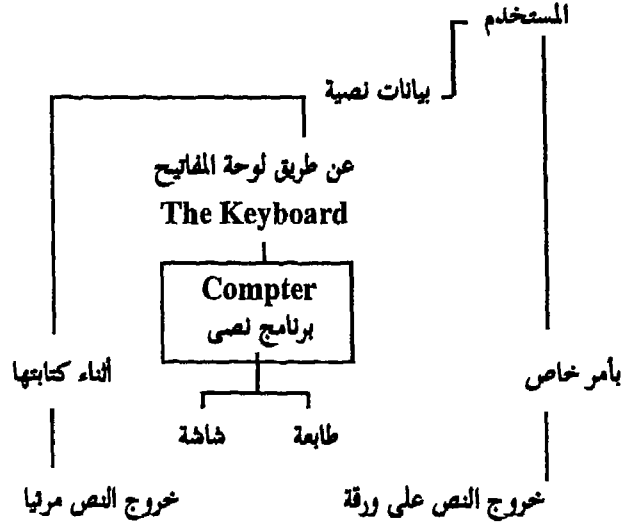 المستخدم
بيانات نصية
عن طريق لوحة المفاتيح
The Keyboard
Compter
برنامج نصى
بأمر خاص
أثناء كتابتها
طابعة
شاشة
خروج النص على ورقة
خروج النص مرئيا